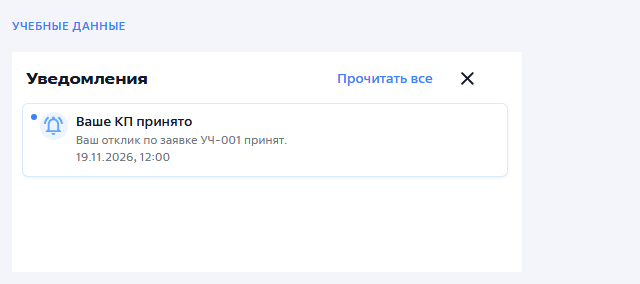 УЧЕБНЫЕ ДАННЫЕ
Уведомления
Прочитать все
Ваше КП принято
Ваш отклик по заявке УЧ-001 принят.
19.11.2026, 12:00